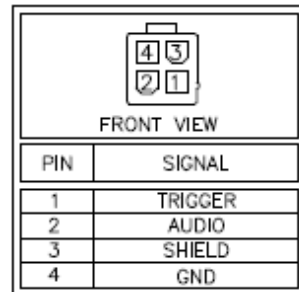 4 3
2 1
FRONT VIEW
PIN SIGNAL
1 TRIGGER
2 AUDIO
3 SHIELD
4 GND